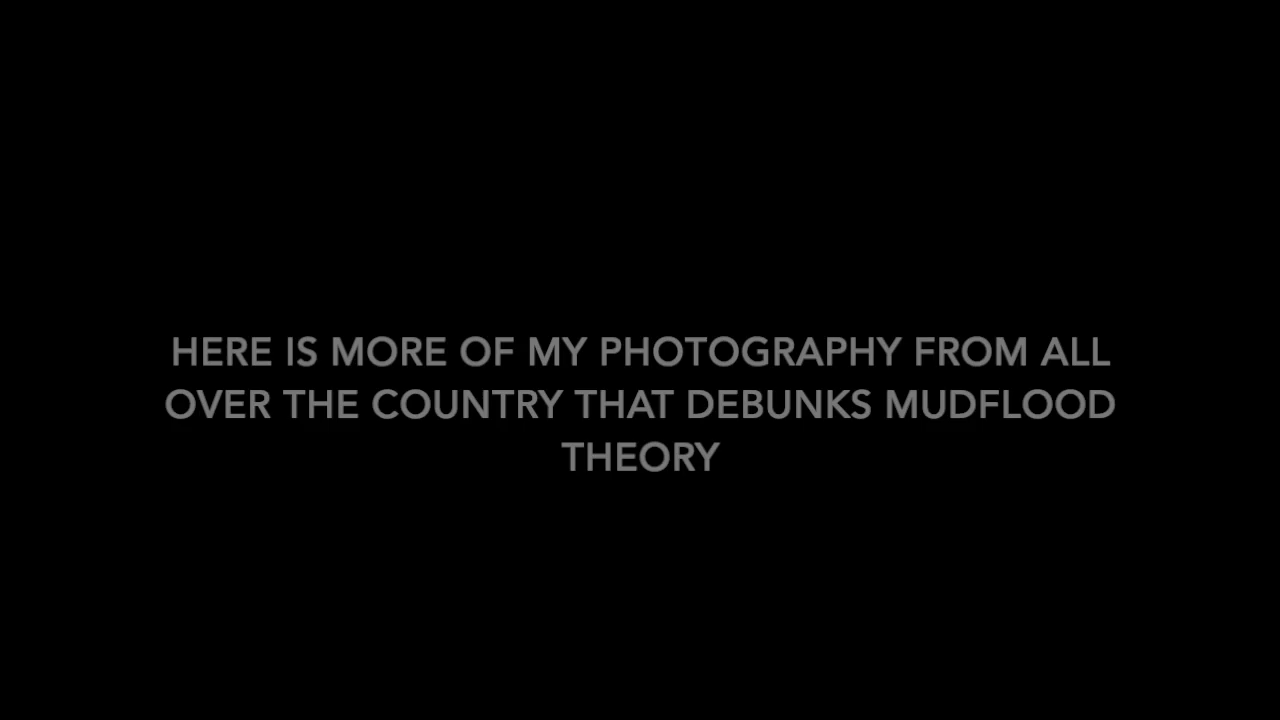 HERE IS MORE OF MY PHOTOGRAPHY FROM ALL
OVER THE COUNTRY THAT DEBUNKS MUDFLOOD
THEORY